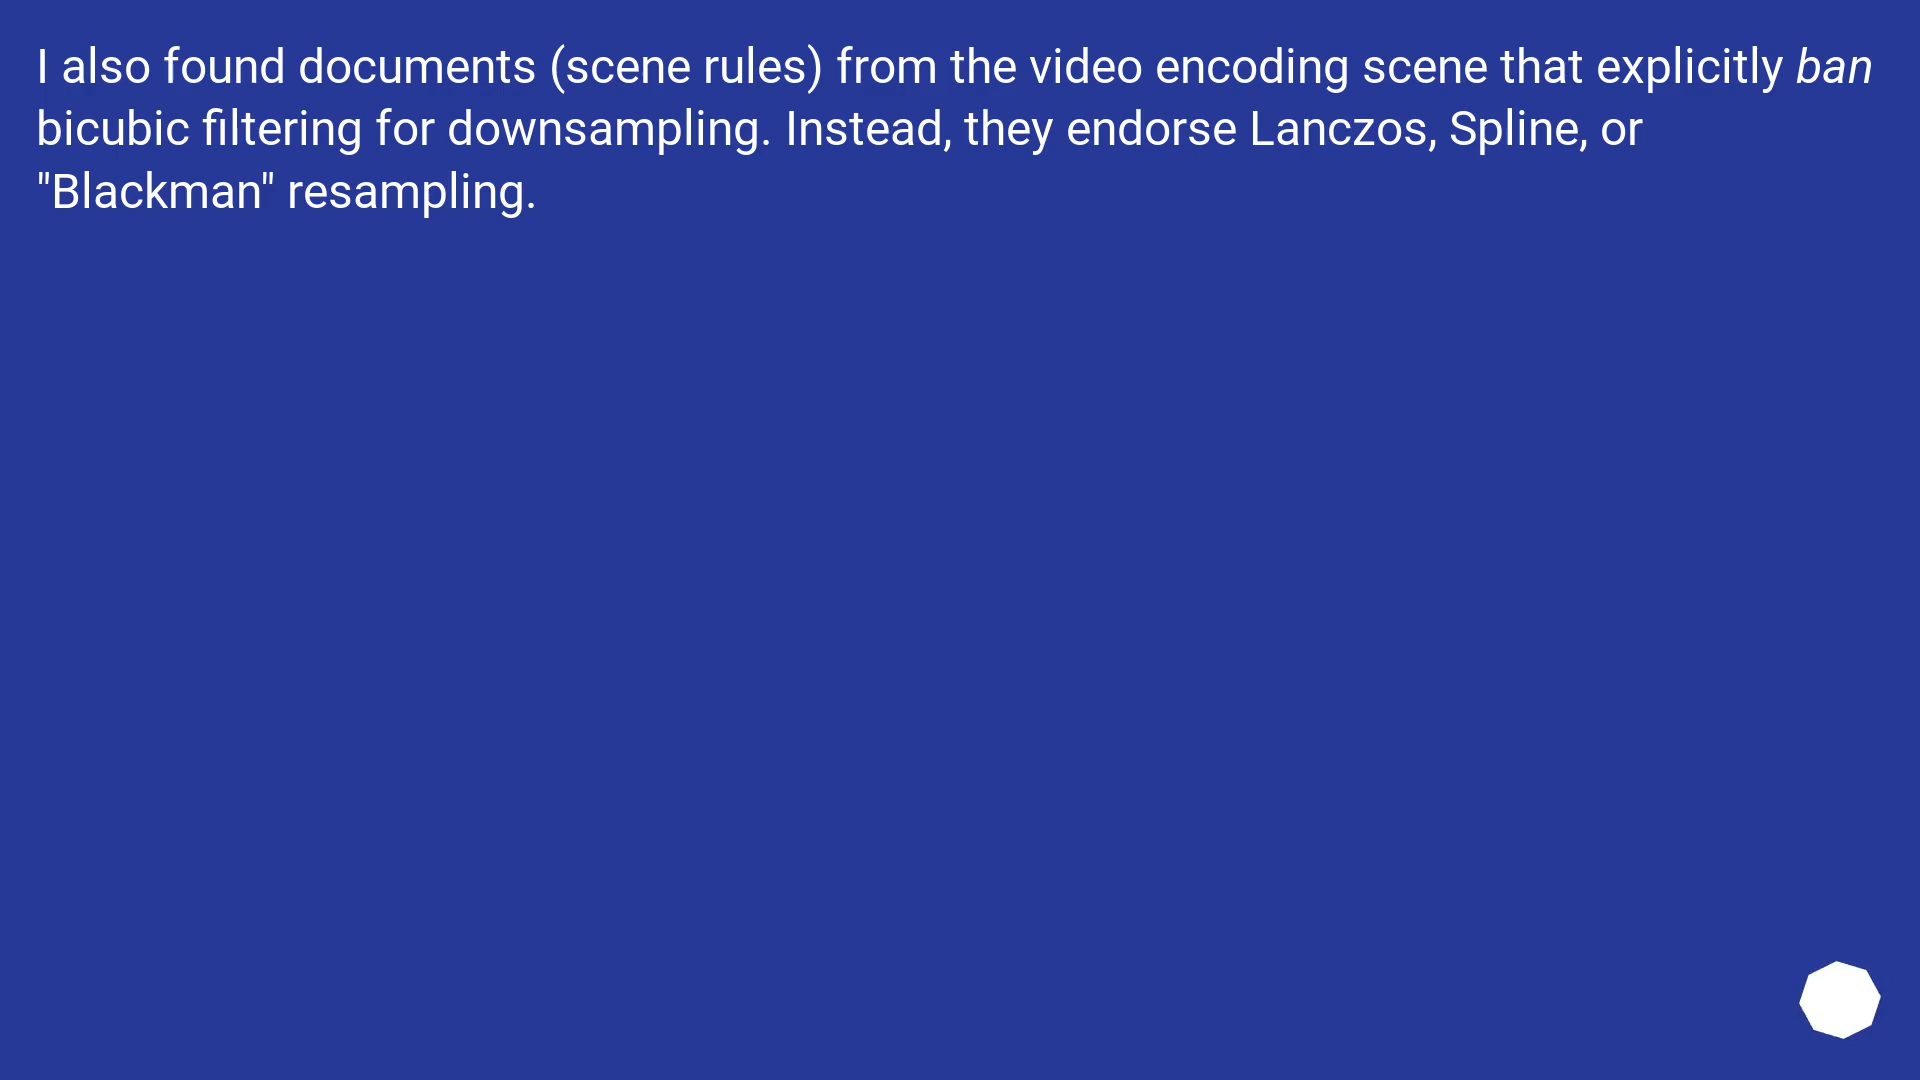 I also found documents (scene rules) from the video encoding scene that explicitly ban
bicubic filtering for downsampling. Instead, they endorse Lanczos, Spline, or
"Blackman" resampling.